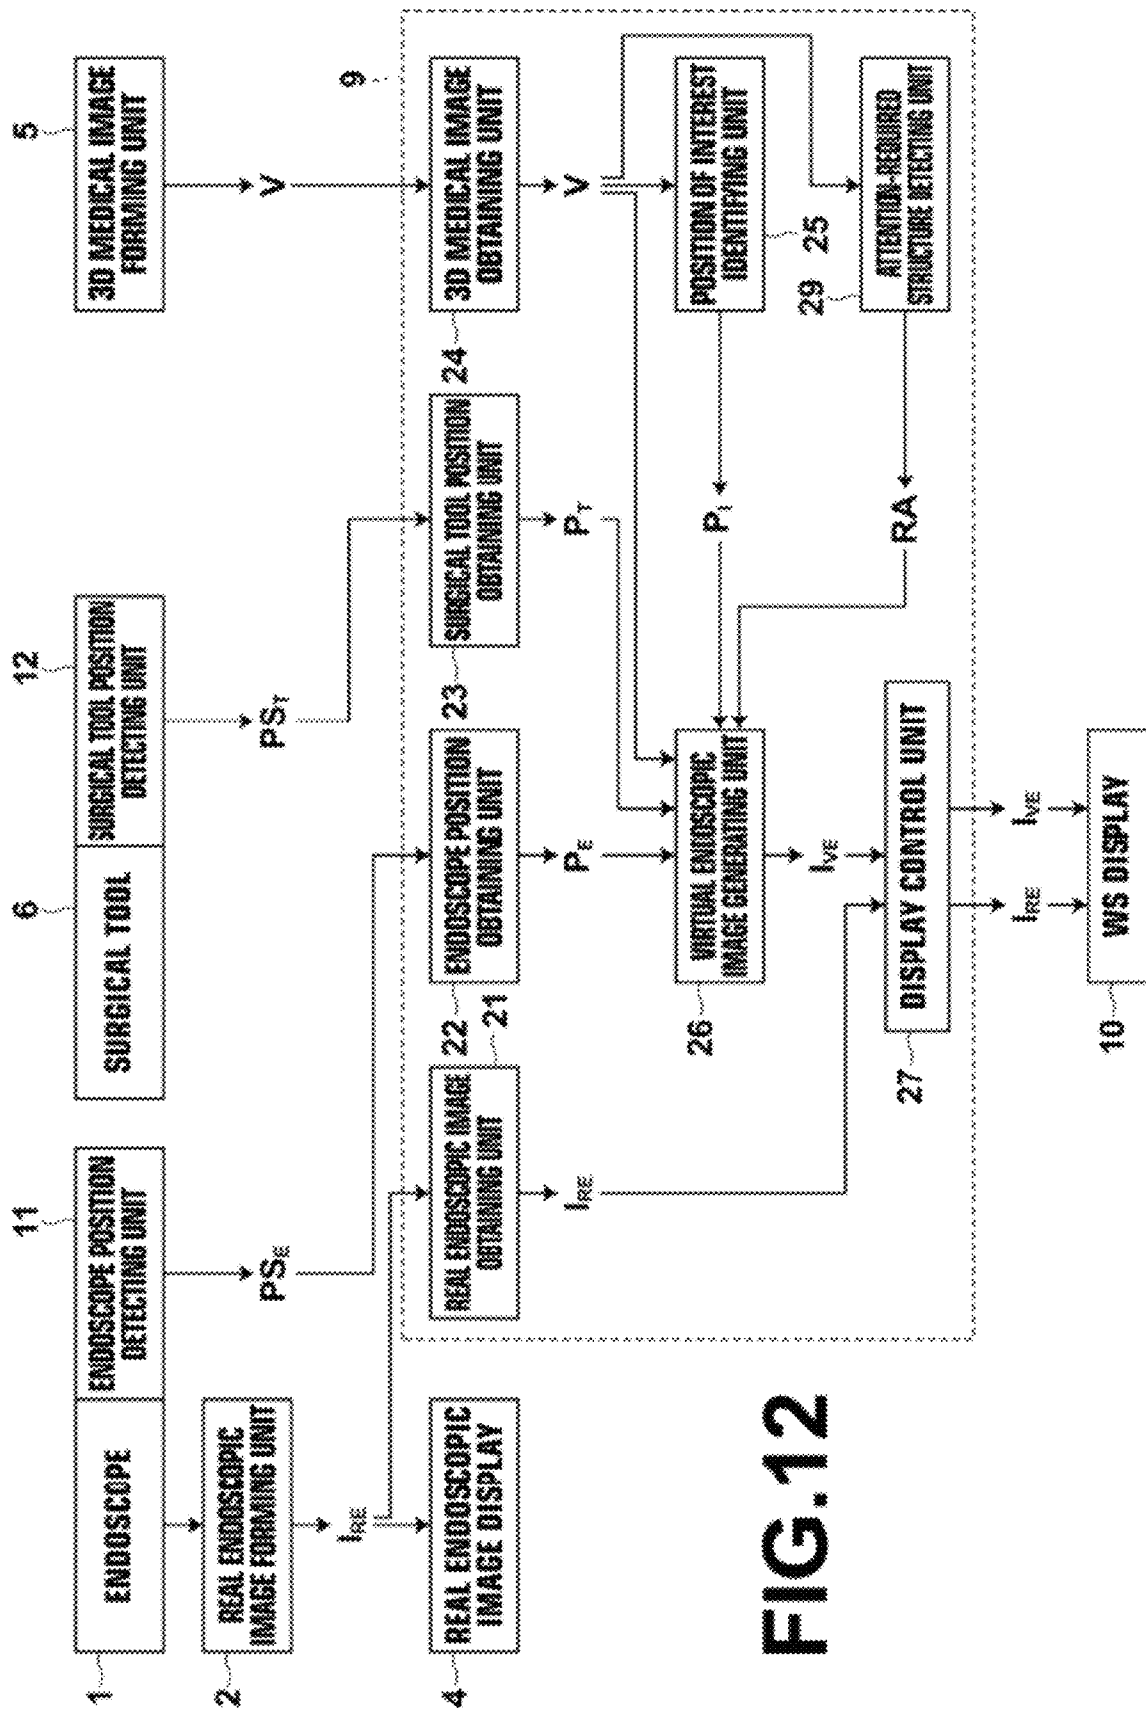 1
ENDOSCOPE
11
ENDOSCOPE POSITION
DETECTING UNIT
6
SURGICAL TOOL
12
SURGICAL TOOL POSITION
DETECTING UNIT
5
3D MEDICAL IMAGE
FORMING UNIT
2
REAL ENDOSCOPIC
IMAGE FORMING UNIT
PSE
PST
V
IRE
9
4
REAL ENDOSCOPIC
IMAGE DISPLAY
REAL ENDOSCOPIC IMAGE
OBTAINING UNIT
21
22
ENDOSCOPE POSITION
OBTAINING UNIT
23
SURGICAL TOOL POSITION
OBTAINING UNIT
24
3D MEDICAL IMAGE
OBTAINING UNIT
IRE
PE
PT
V
26
VIRTUAL ENDOSCOPIC
IMAGE GENERATING UNIT
PI
POSITION OF INTEREST
IDENTIFYING UNIT
25
29
IVE
RA
ATTENTION-REQUIRED
STRUCTURE DETECTING UNIT
27
DISPLAY CONTROL UNIT
IRE
IVE
10
WS DISPLAY
FIG.12